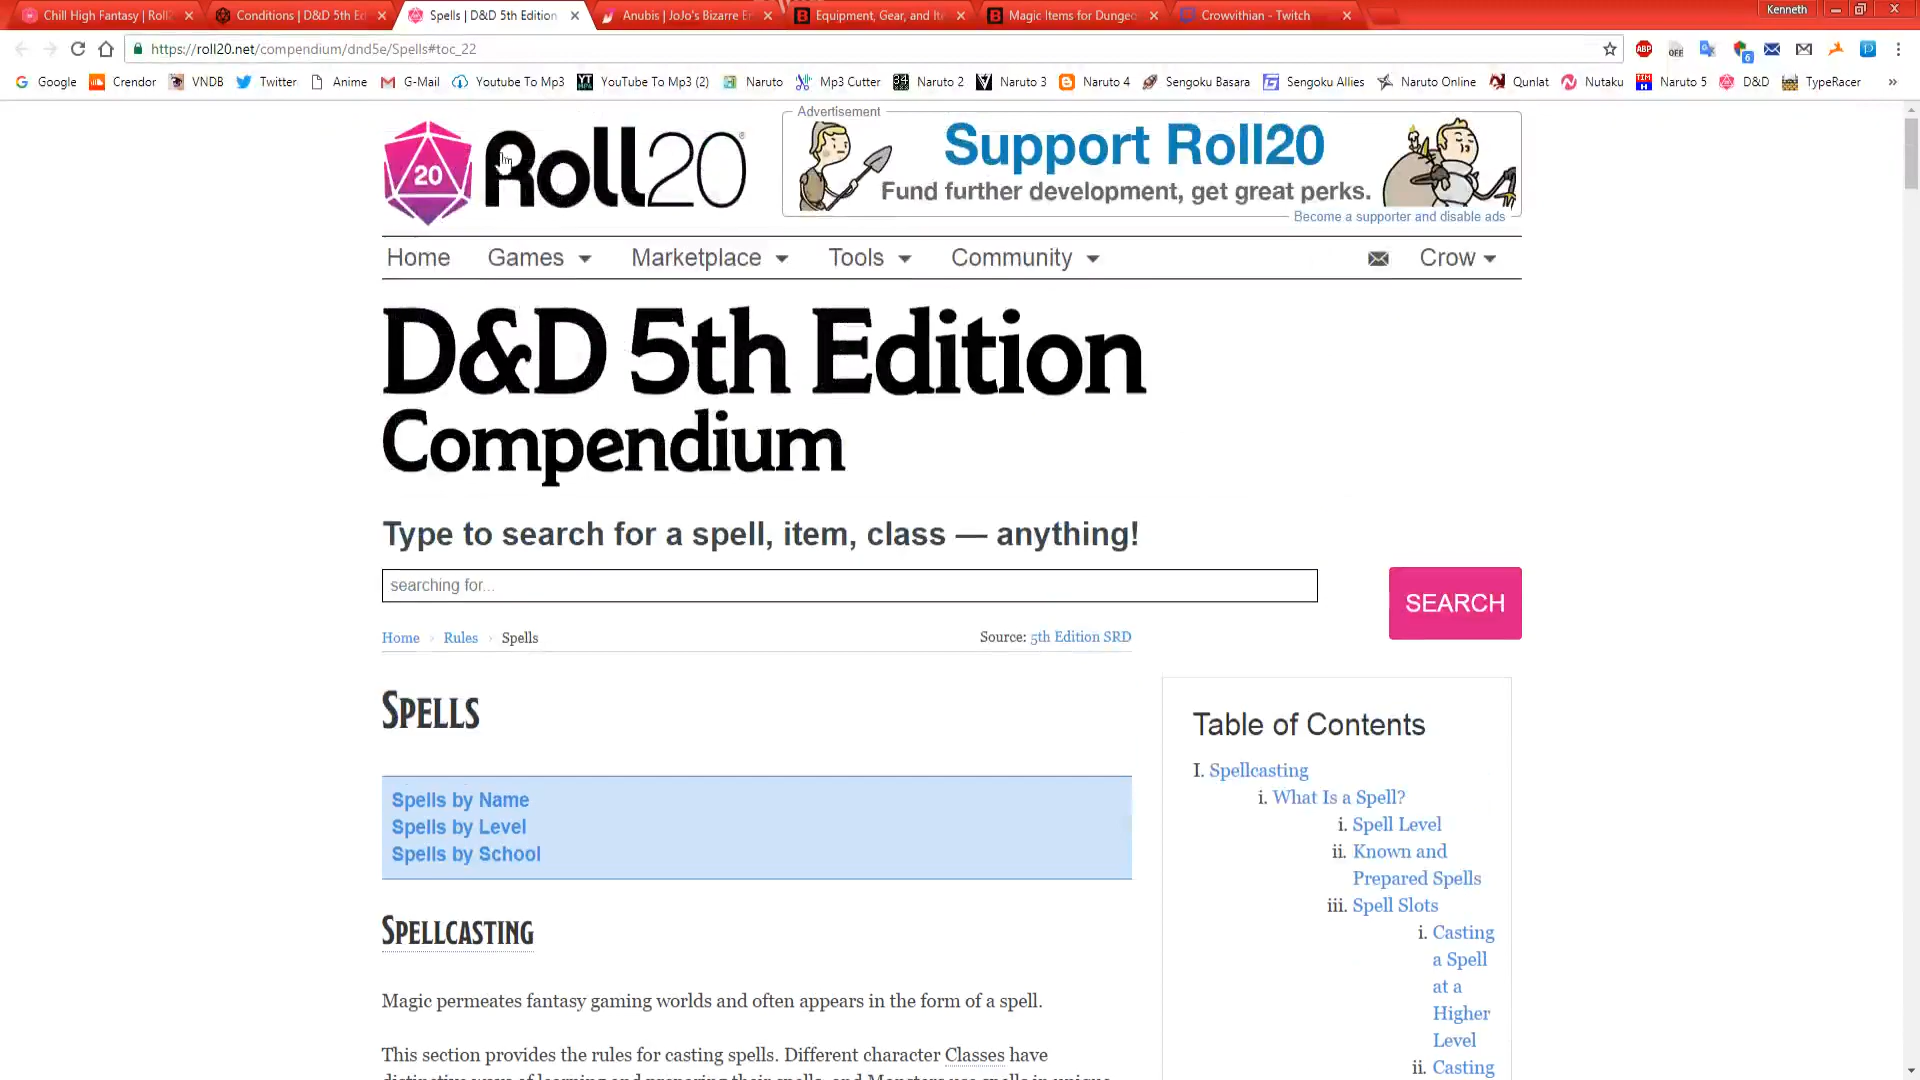 Chill High Fantasy | Roll2
Conditions | D&D 5th Ed
Spells | D&D 5th Edition
Anubis | JoJo's Bizarre En
Equipment, Gear, and It
Magic Items for Dungeo
Crowvithian - Twitch
Kenneth
https://roll20.net/compendium/dnd5e/Spells#toc_22
ABP
OFF
6
Google
Crendor
VNDB
Twitter
Anime
G-Mail
Youtube To Mp3
YouTube To Mp3 (2)
Naruto
Mp3 Cutter
Naruto 2
Naruto 3
Naruto 4
Sengoku Basara
Sengoku Allies
Naruto Online
Qunlat
Nutaku
Naruto 5
D&D
TypeRacer
»
20
Roll20®
Advertisement
Support Roll20
Fund further development, get great perks.
Become a supporter and disable ads
Home
Games
Marketplace
Tools
Community
Crow
D&D 5th Edition
Compendium
Type to search for a spell, item, class — anything!
searching for...
SEARCH
Home › Rules › Spells
Source: 5th Edition SRD
Spells
Spells by Name
Spells by Level
Spells by School
Spellcasting
Magic permeates fantasy gaming worlds and often appears in the form of a spell.
This section provides the rules for casting spells. Different character Classes have
Table of Contents
I. Spellcasting
i. What Is a Spell?
i. Spell Level
ii. Known and
Prepared Spells
iii. Spell Slots
i. Casting
a Spell
at a
Higher
Level
ii. Casting